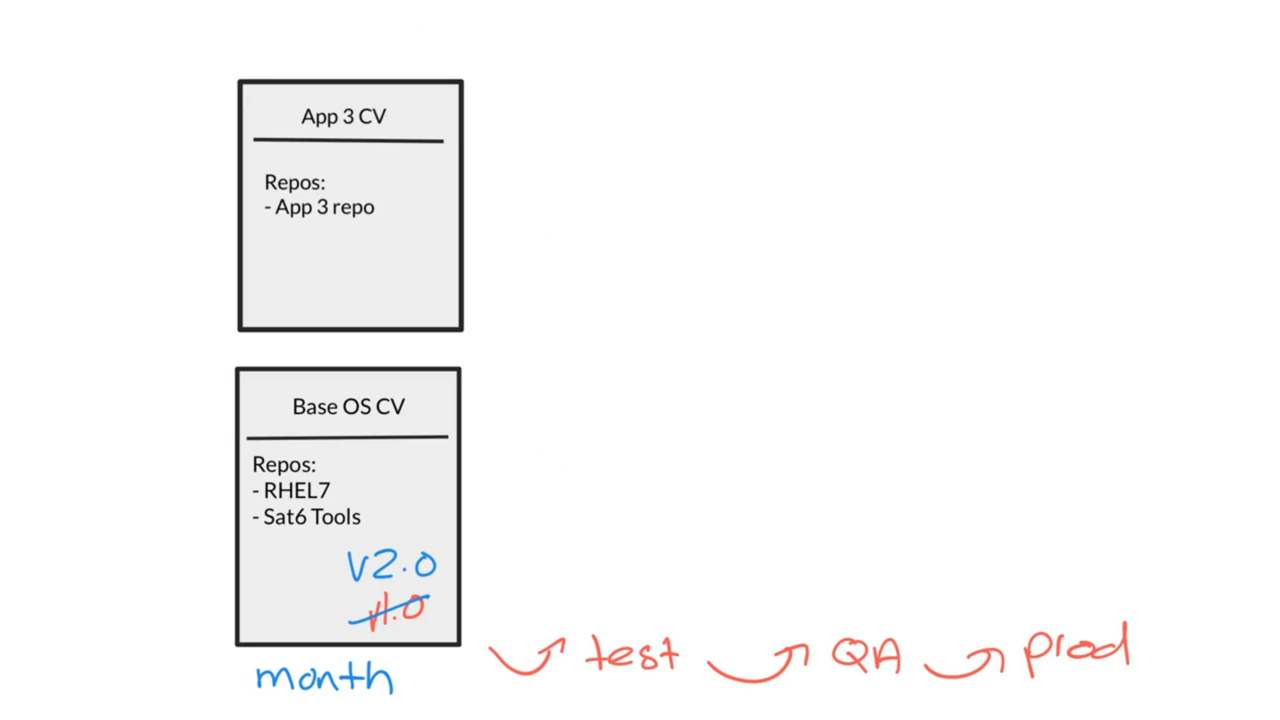 App 3 CV
Repos:
- App 3 repo
Base OS CV
Repos:
- RHEL7
- Sat6 Tools
V2.0
v1.0
month
test QA prod